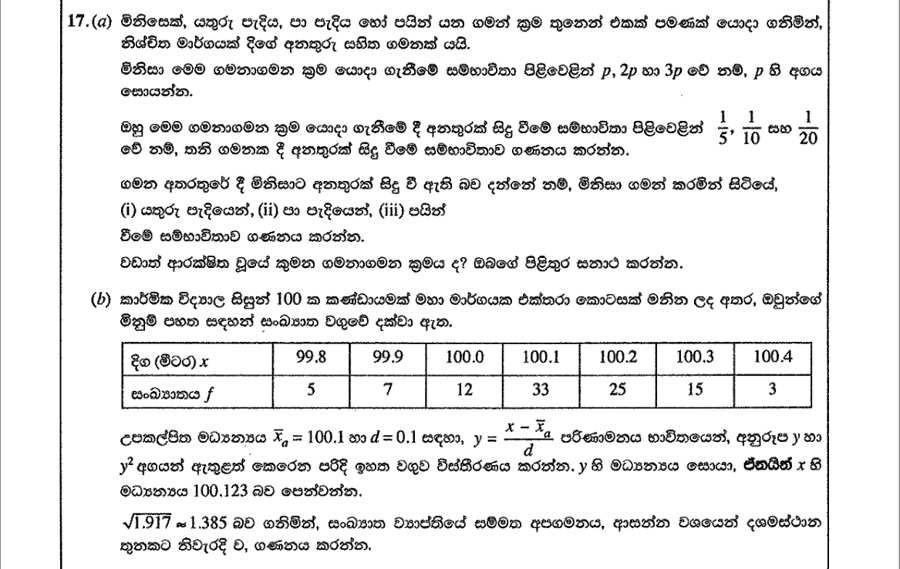 17.(a) මිනිසෙක්, යතුරු පැදිය, පා පැදිය හෝ පයින් යන ගමන් ක්‍රම තුනෙන් එකක් පමණක් යොදා ගනිමින්,
නිශ්චිත මාර්ගයක් දිගේ අනතුරු සහිත ගමනක් යයි.
මිනිසා මෙම ගමනාගමන ක්‍රම යොදා ගැනීමේ සම්භාවිතා පිළිවෙළින් p, 2p හා 3p වේ නම්, p හි අගය
සොයන්න.
ඔහු මෙම ගමනාගමන ක්‍රම යොදා ගැනීමේ දී අනතුරක් සිදු වීමේ සම්භාවිතා පිළිවෙළින් 1/5, 1/10 සහ 1/20
වේ නම්, තනි ගමනක දී අනතුරක් සිදු වීමේ සම්භාවිතාව ගණනය කරන්න.
ගමන අතරතුරේ දී මිනිසාට අනතුරක් සිදු වී ඇති බව දන්නේ නම්, මිනිසා ගමන් කරමින් සිටියේ,
(i) යතුරු පැදියෙන්, (ii) පා පැදියෙන්, (iii) පයින්
වීමේ සම්භාවිතාව ගණනය කරන්න.
වඩාත් ආරක්ෂිත වූයේ කුමන ගමනාගමන ක්‍රමය ද? ඔබගේ පිළිතුර සනාථ කරන්න.
(b) කාර්මික විද්‍යාල සිසුන් 100 ක කණ්ඩායමක් මහා මාර්ගයක එක්තරා කොටසක් මනින ලද අතර, ඔවුන්ගේ
මිනුම් පහත සඳහන් සංඛ්‍යාත වගුවේ දක්වා ඇත.
දිග (මීටර) x 99.8 99.9 100.0 100.1 100.2 100.3 100.4
සංඛ්‍යාතය f 5 7 12 33 25 15 3
උපකල්පිත මධ්‍යන්‍යය x̄ₐ = 100.1 හා d = 0.1 සඳහා, y = (x − x̄ₐ)/d පරිණාමනය භාවිතයෙන්, අනුරූප y හා
y² අගයන් ඇතුළත් කෙරෙන පරිදි ඉහත වගුව විස්තීරණය කරන්න. y හි මධ්‍යන්‍යය සොයා, ඒනයින් x හි
මධ්‍යන්‍යය 100.123 බව පෙන්වන්න.
√1.917 ≈ 1.385 බව ගනිමින්, සංඛ්‍යාත ව්‍යාප්තියේ සම්මත අපගමනය, ආසන්න වශයෙන් දශමස්ථාන
තුනකට නිවැරදි ව, ගණනය කරන්න.